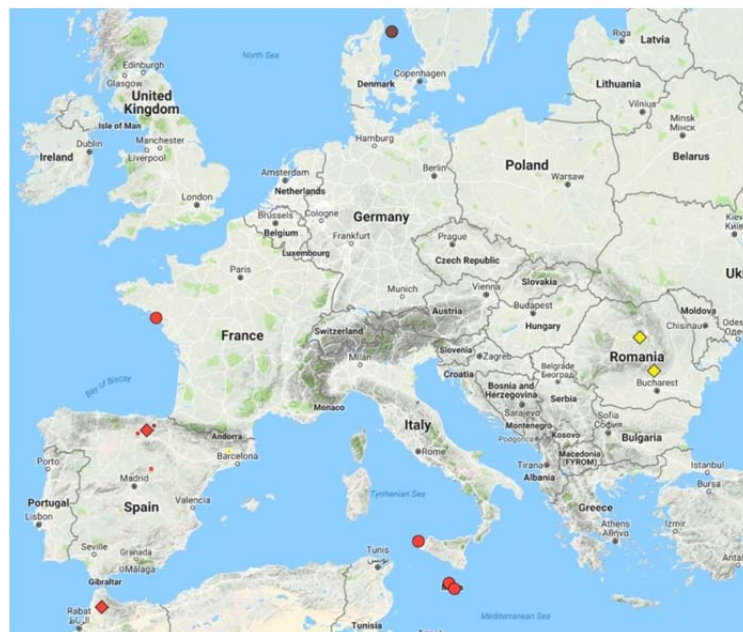 North Sea
Riga
Latvia
Edinburgh
Glasgow
Denmark
Copenhagen
Lithuania
United
Kingdom
Vilnius
Isle of Man
Minsk
Мінск
Ireland
Dublin
Manchester
Liverpool
Hamburg
Belarus
Amsterdam
Berlin
Poland
Warsaw
London
Netherlands
Brussels
Cologne
Germany
Belgium
Frankfurt
Luxembourg
Prague
Czech Republic
Paris
Slovakia
Munich
Vienna
Moldova
Austria
Budapest
Chisinau
France
Switzerland
Hungary
Slovenia
Zagreb
Romania
Milan
Croatia
Belgrade
Београд
Bucharest
Bay of Biscay
Bosnia and
Herzegovina
Serbia
Monaco
Sarajevo
Italy
Montenegro
Sofia
София
Andorra
Podgorica
Kosovo
Bulgaria
Porto
Barcelona
Rome
Macedonia
(FYROM)
Madrid
Tirana
Istanbul
Albania
Bursa
Portugal
Spain
Valencia
Tyrrhenian Sea
Lisbon
Greece
Athens
Αθήνα
Izmir
Seville
Granada
Málaga
Tunis
تونس
Gibraltar
Rabat
الرباط
Tunisia
Mediterranean Sea